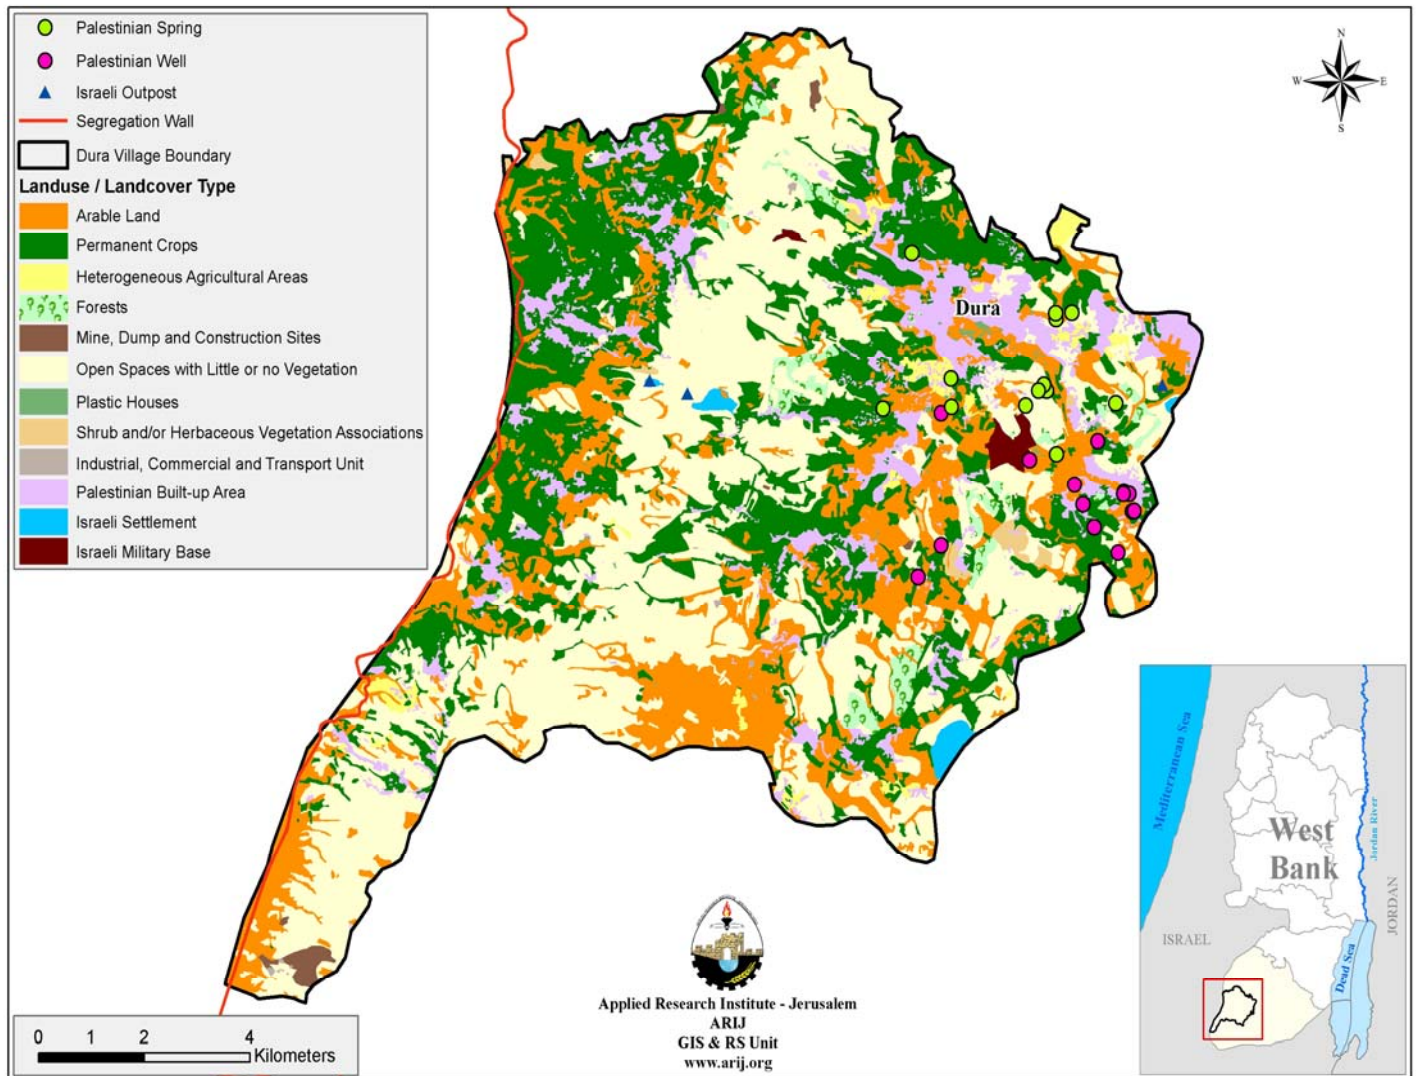 Palestinian Spring
Palestinian Well
Israeli Outpost
Segregation Wall
Dura Village Boundary
Landuse / Landcover Type
Arable Land
Permanent Crops
Heterogeneous Agricultural Areas
Forests
Mine, Dump and Construction Sites
Open Spaces with Little or no Vegetation
Plastic Houses
Shrub and/or Herbaceous Vegetation Associations
Industrial, Commercial and Transport Unit
Palestinian Built-up Area
Israeli Settlement
Israeli Military Base
N
W E
S
Dura
Mediterranean Sea
West
Bank
Jordan River
JORDAN
ISRAEL
Dead Sea
Applied Research Institute - Jerusalem
ARIJ
GIS & RS Unit
www.arij.org
0 1 2 4
Kilometers